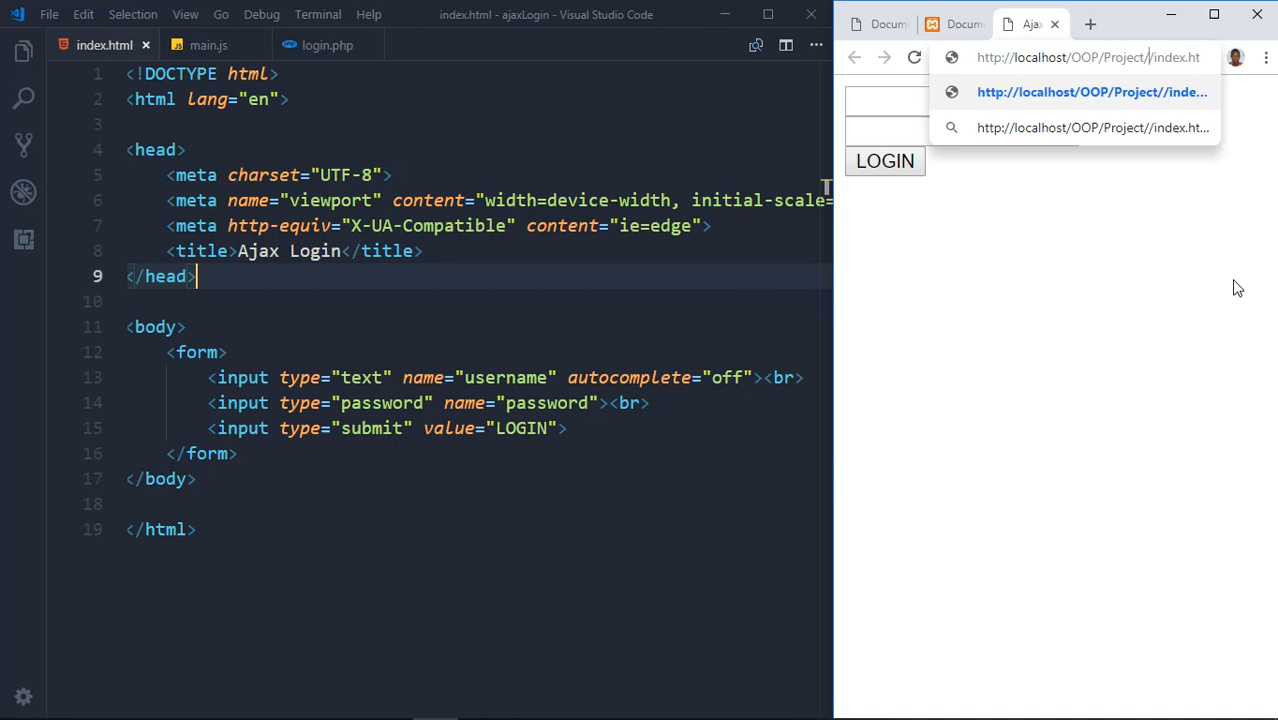 File Edit Selection View Go Debug Terminal Help index.html - ajaxLogin - Visual Studio Code
index.html main.js login.php
1 <!DOCTYPE html>
2 <html lang="en">
3
4 <head>
5 <meta charset="UTF-8">
6 <meta name="viewport" content="width=device-width, initial-scale=
7 <meta http-equiv="X-UA-Compatible" content="ie=edge">
8 <title>Ajax Login</title>
9 </head>
10
11 <body>
12 <form>
13 <input type="text" name="username" autocomplete="off"><br>
14 <input type="password" name="password"><br>
15 <input type="submit" value="LOGIN">
16 </form>
17 </body>
18
19 </html>
Docum Docum Ajax
http://localhost/OOP/Project//index.ht
http://localhost/OOP/Project//inde...
http://localhost/OOP/Project//index.ht...
LOGIN